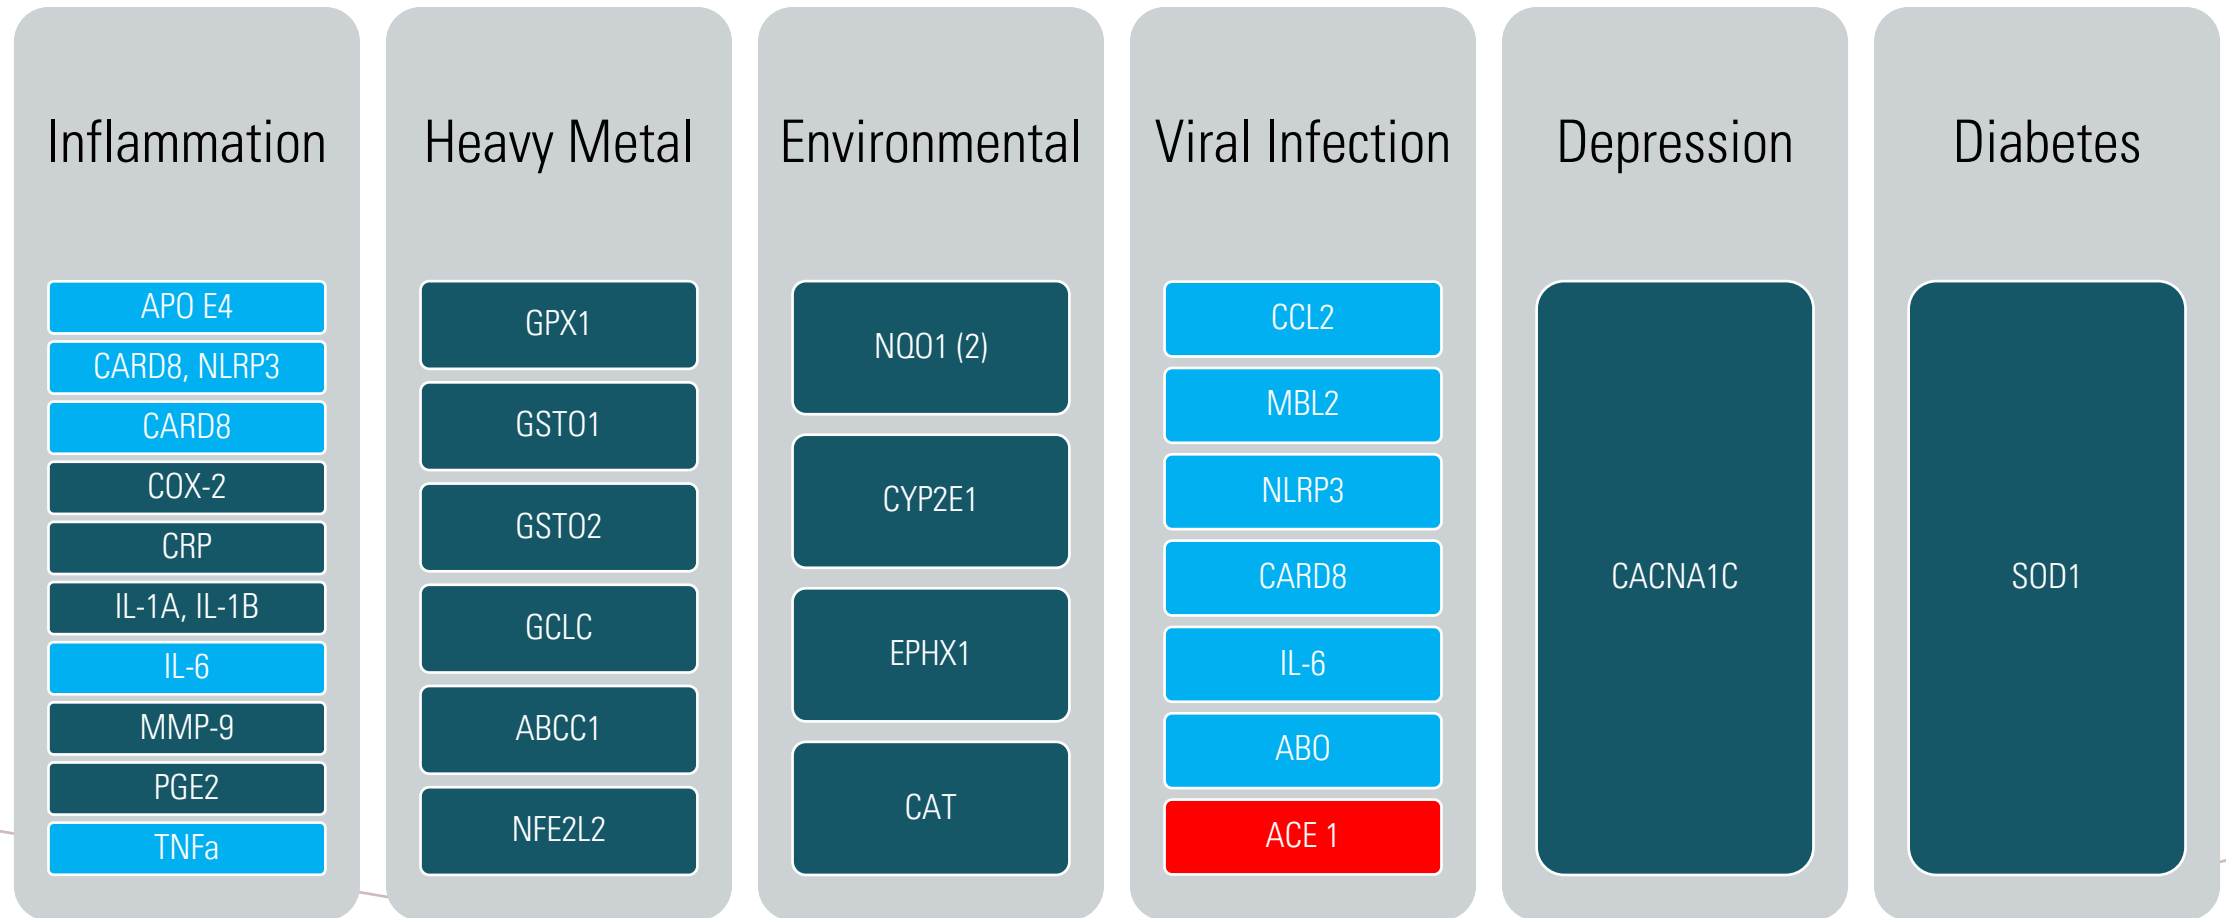 Inflammation
APO E4
CARD8, NLRP3
CARD8
COX-2
CRP
IL-1A, IL-1B
IL-6
MMP-9
PGE2
TNFa
Heavy Metal
GPX1
GSTO1
GSTO2
GCLC
ABCC1
NFE2L2
Environmental
NQO1 (2)
CYP2E1
EPHX1
CAT
Viral Infection
CCL2
MBL2
NLRP3
CARD8
IL-6
ABO
ACE 1
Depression
CACNA1C
Diabetes
SOD1